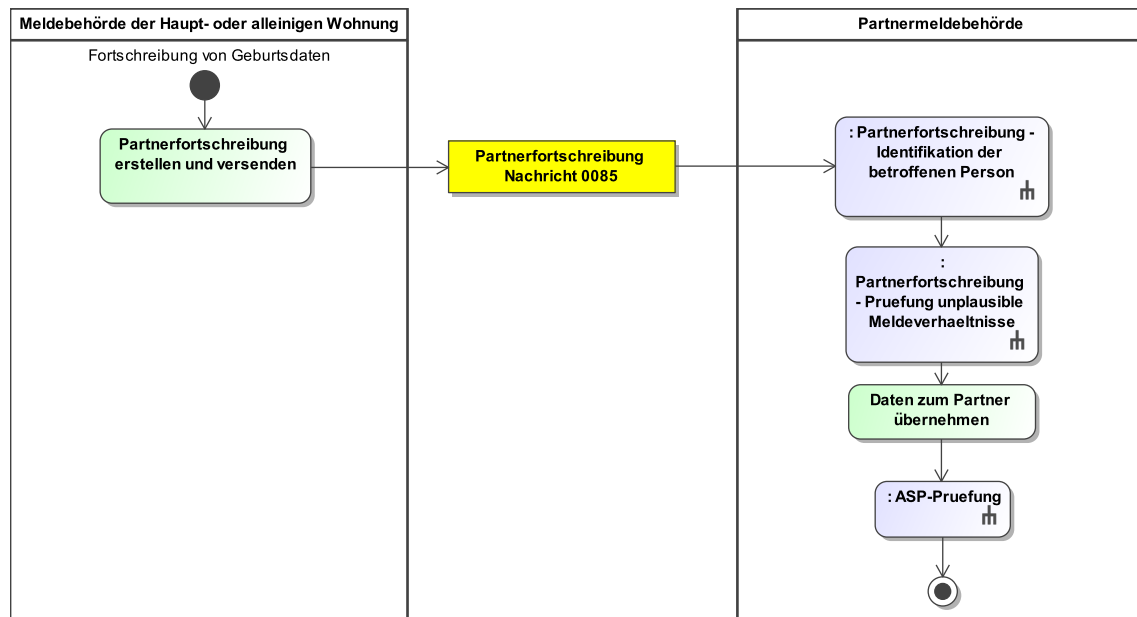 Meldebehörde der Haupt- oder alleinigen Wohnung
Fortschreibung von Geburtsdaten
Partnerfortschreibung
erstellen und versenden
Partnerfortschreibung
Nachricht 0085
Partnermeldebehörde
: Partnerfortschreibung -
Identifikation der
betroffenen Person
:
Partnerfortschreibung
- Pruefung unplausible
Meldeverhaeltnisse
Daten zum Partner
übernehmen
: ASP-Pruefung